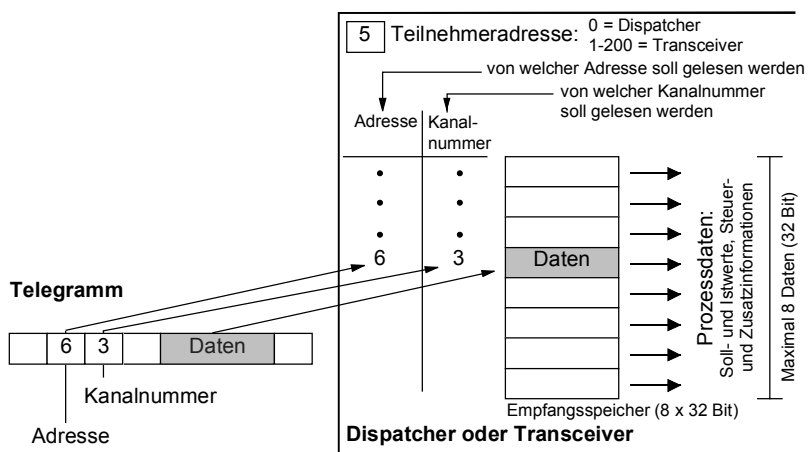 5 Teilnehmeradresse: 0 = Dispatcher
1-200 = Transceiver
von welcher Adresse soll gelesen werden
von welcher Kanalnummer
soll gelesen werden
Adresse
Kanal-
nummer
6 3 Daten
Prozessdaten:
Soll- und Istwerte, Steuer-
und Zusatzinformationen
Maximal 8 Daten (32 Bit)
Empfangsspeicher (8 x 32 Bit)
Dispatcher oder Transceiver
Telegramm
6 3 Daten
Kanalnummer
Adresse